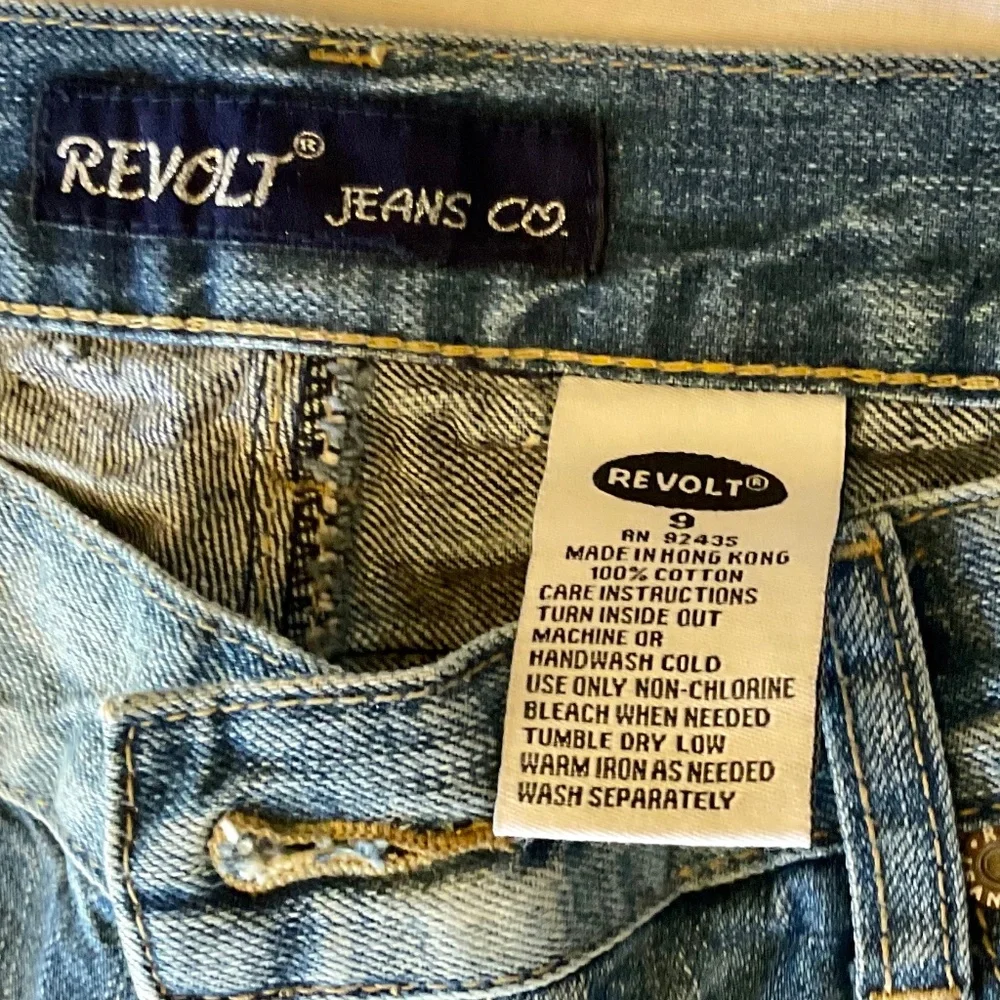 REVOLT®
JEANS CO.
REVOLT®
9
RN 92435
MADE IN HONG KONG
100% COTTON
CARE INSTRUCTIONS
TURN INSIDE OUT
MACHINE OR
HANDWASH COLD
USE ONLY NON-CHLORINE
BLEACH WHEN NEEDED
TUMBLE DRY LOW
WARM IRON AS NEEDED
WASH SEPARATELY